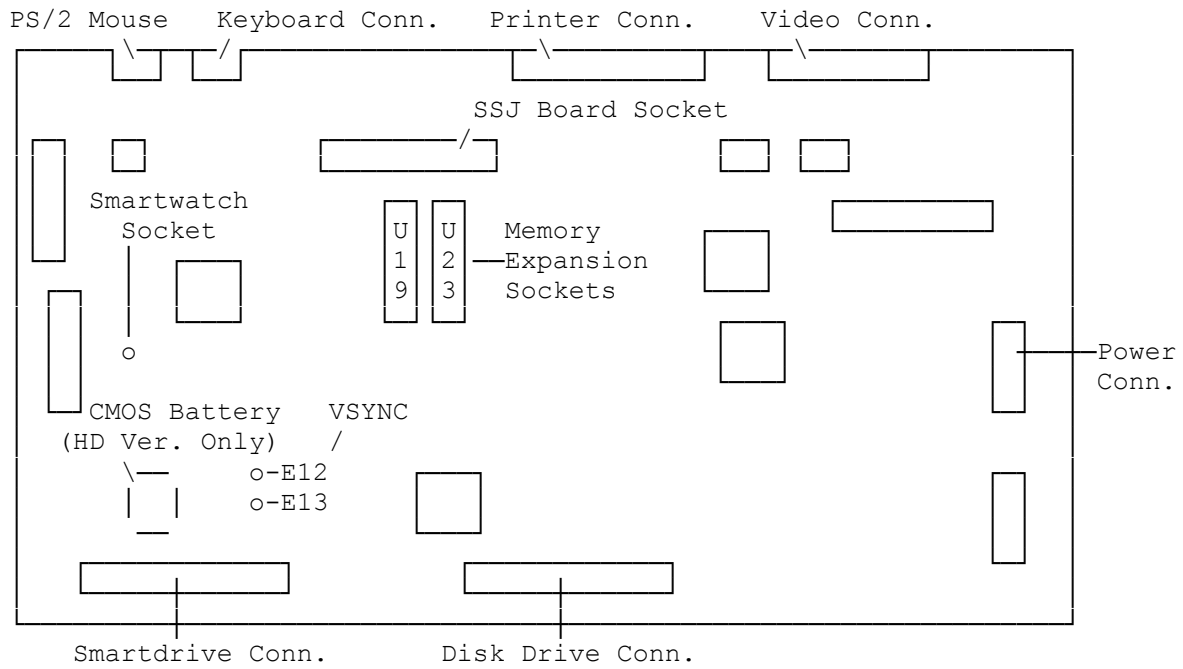 PS/2 Mouse Keyboard Conn. Printer Conn. Video Conn.
SSJ Board Socket
Smartwatch
Socket
U U Memory
1 2 Expansion
9 3 Sockets
o
Power
Conn.
CMOS Battery VSYNC
(HD Ver. Only)
o-E12
o-E13
Smartdrive Conn. Disk Drive Conn.